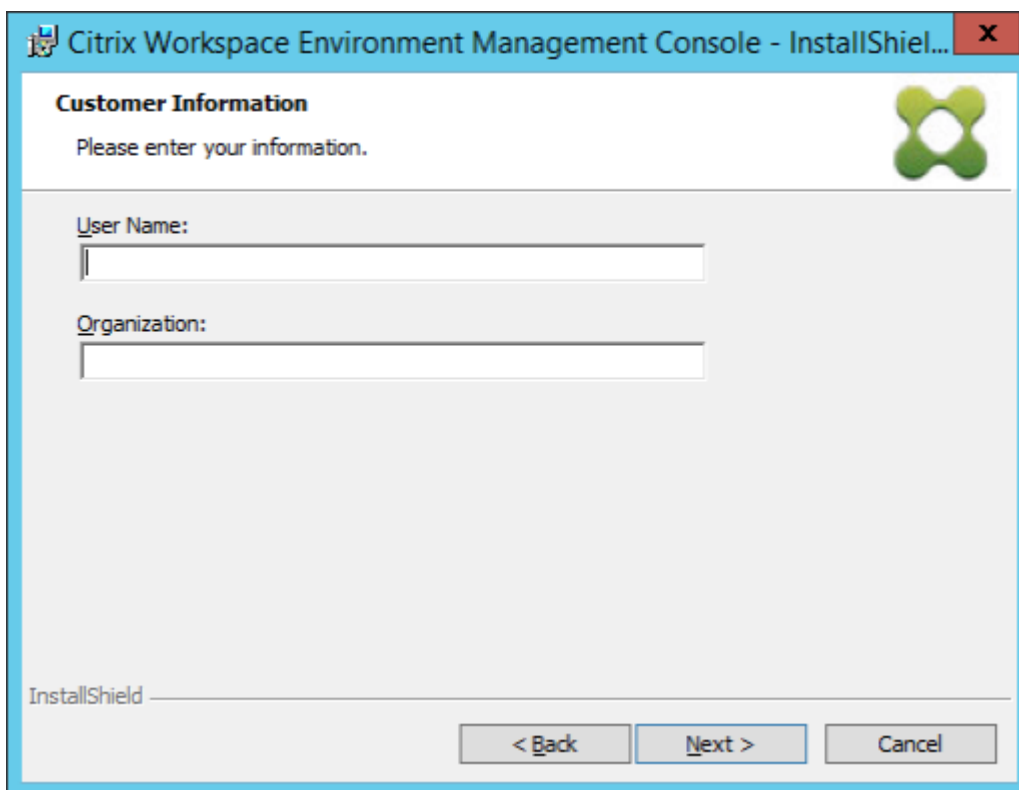 Citrix Workspace Environment Management Console - InstallShiel...
x
Customer Information
Please enter your information.
User Name:
Organization:
InstallShield
< Back
Next >
Cancel